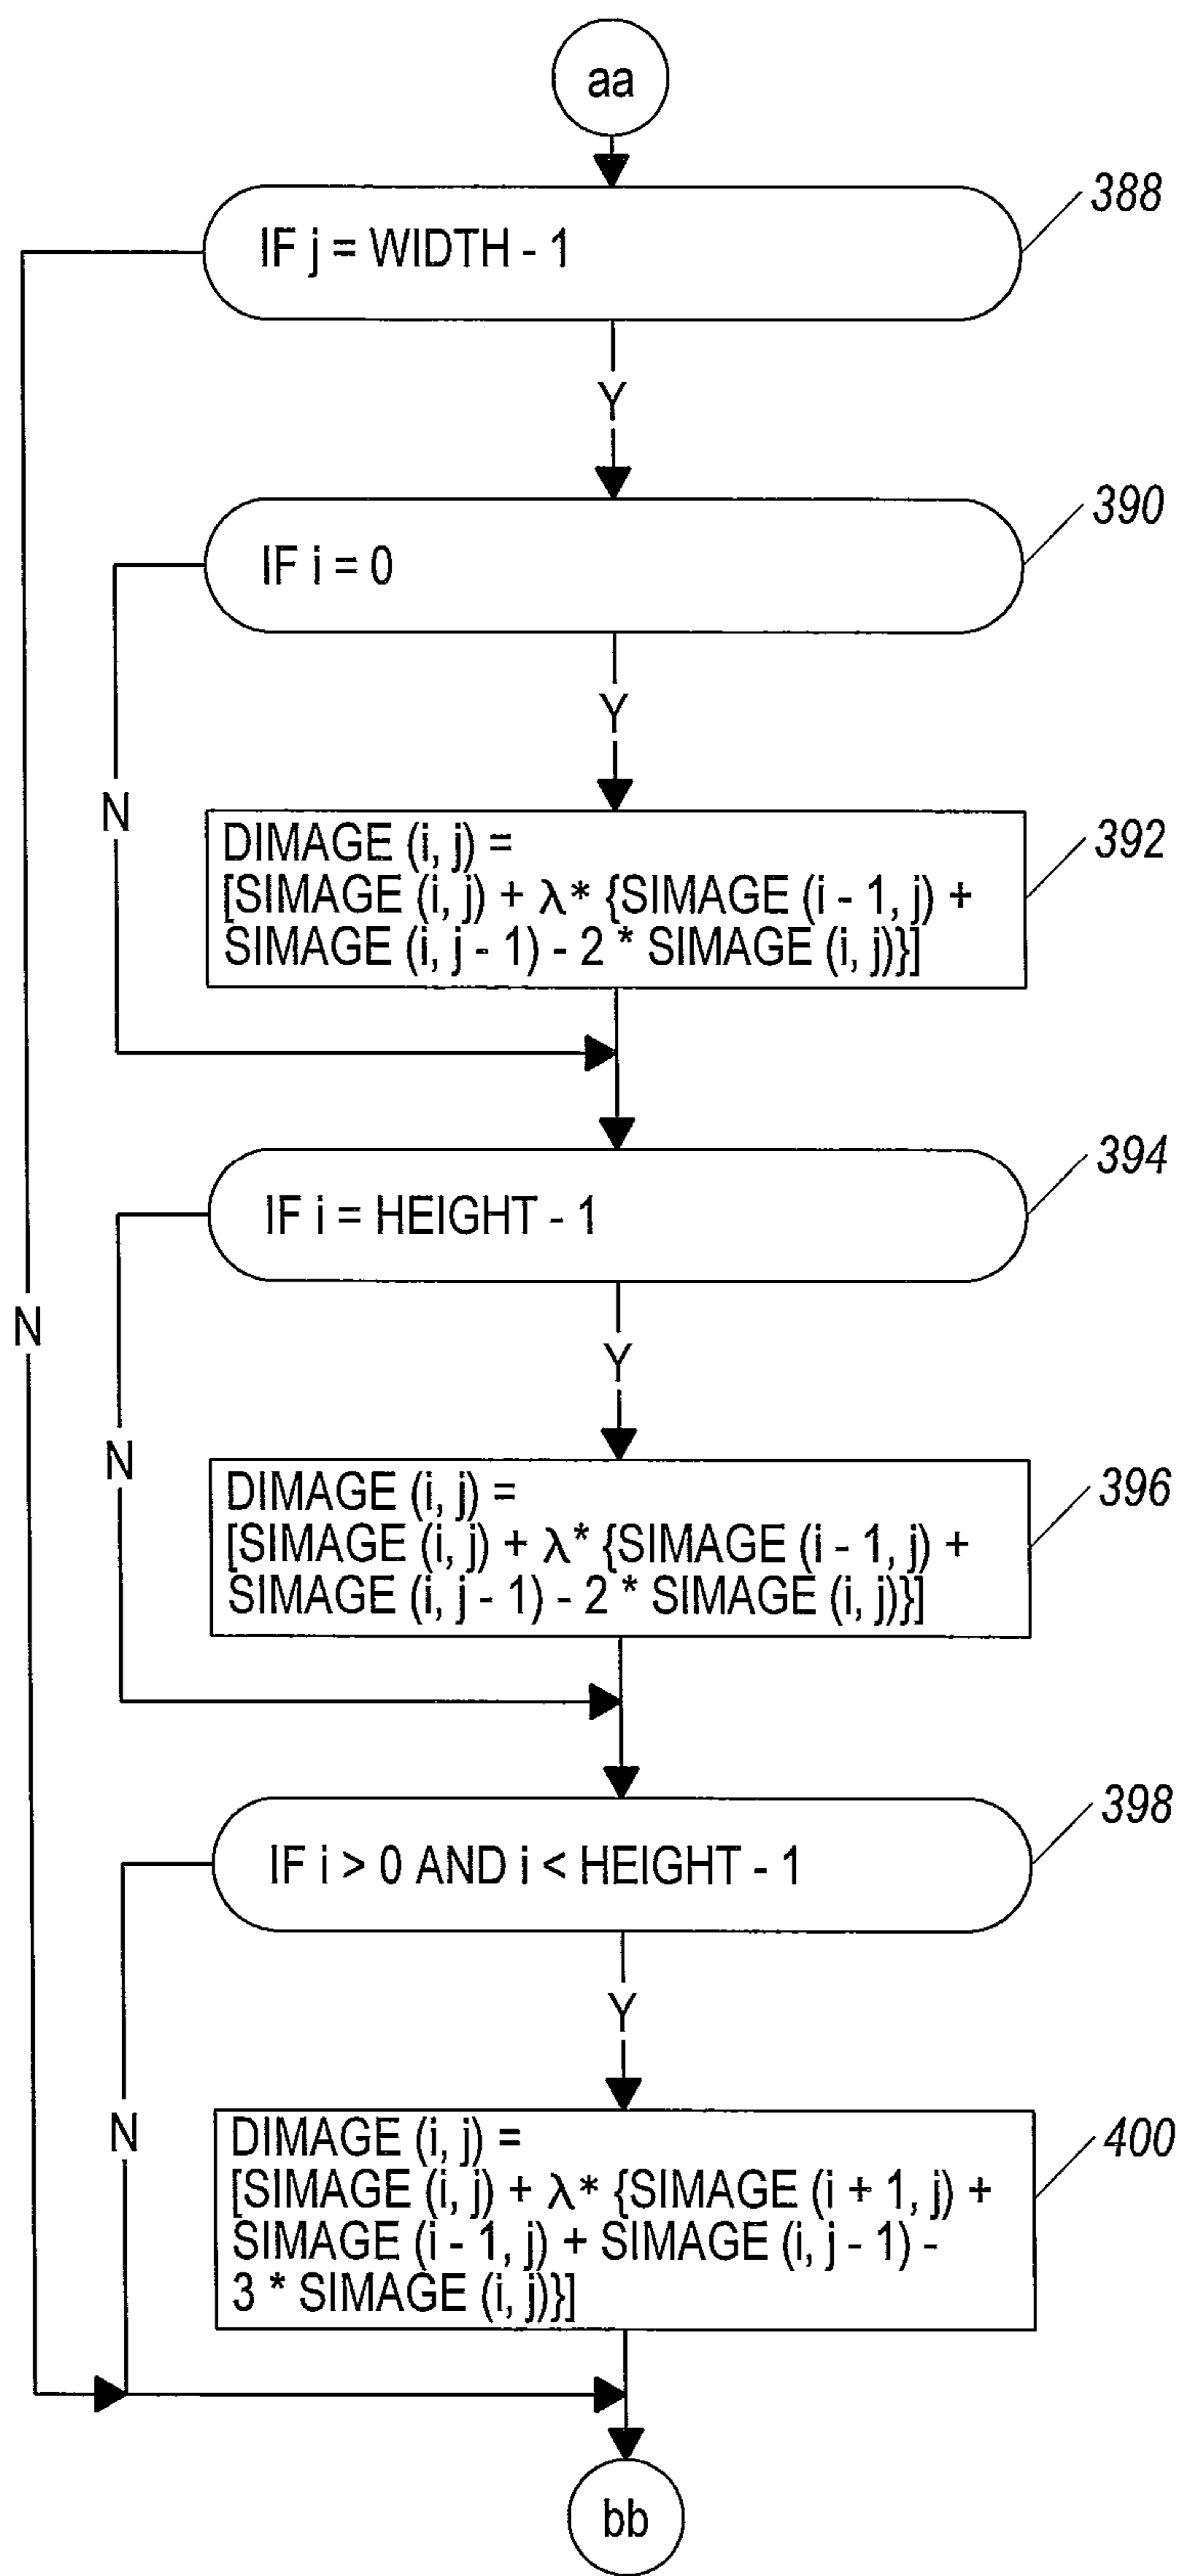 aa
388
IF j = WIDTH - 1
Y
390
IF i = 0
Y
N
392
DIMAGE (i, j) =
[SIMAGE (i, j) + λ* {SIMAGE (i - 1, j) +
SIMAGE (i, j - 1) - 2 * SIMAGE (i, j)}]
394
IF i = HEIGHT - 1
N
Y
N
396
DIMAGE (i, j) =
[SIMAGE (i, j) + λ* {SIMAGE (i - 1, j) +
SIMAGE (i, j - 1) - 2 * SIMAGE (i, j)}]
398
IF i > 0 AND i < HEIGHT - 1
Y
N
400
DIMAGE (i, j) =
[SIMAGE (i, j) + λ* {SIMAGE (i + 1, j) +
SIMAGE (i - 1, j) + SIMAGE (i, j - 1) -
3 * SIMAGE (i, j)}]
bb